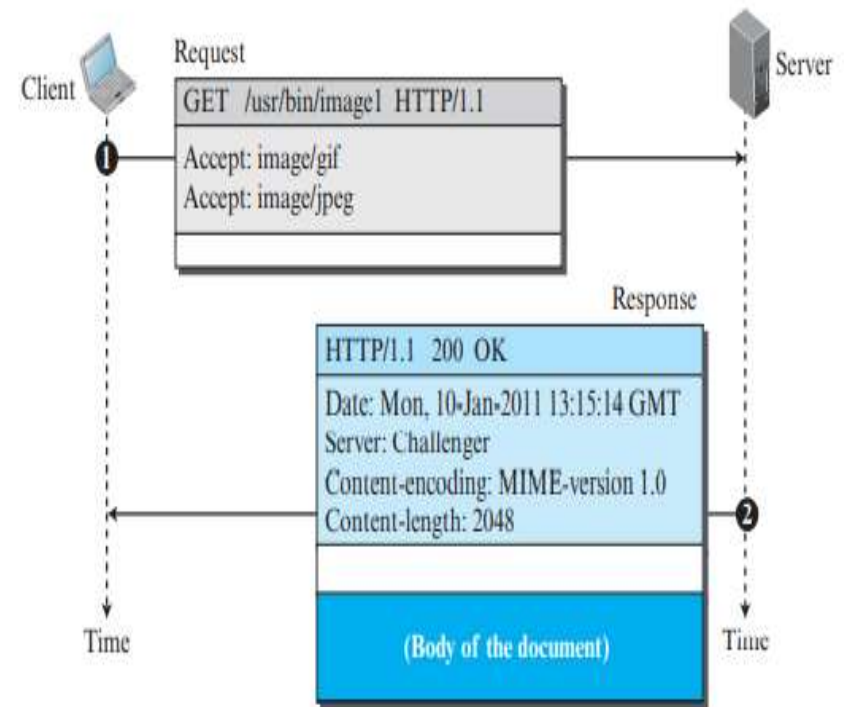 Request
Client
Server
GET /usr/bin/image1 HTTP/1.1
1
Accept: image/gif
Accept: image/jpeg
Response
HTTP/1.1 200 OK
Date: Mon, 10-Jan-2011 13:15:14 GMT
Server: Challenger
Content-encoding: MIME-version 1.0
Content-length: 2048
2
Time
(Body of the document)
Time